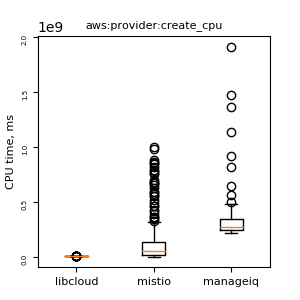 aws:provider:create_cpu
1e9
CPU time, ms
2.0
1.5
1.0
0.5
0.0
libcloud
mistio
manageiq